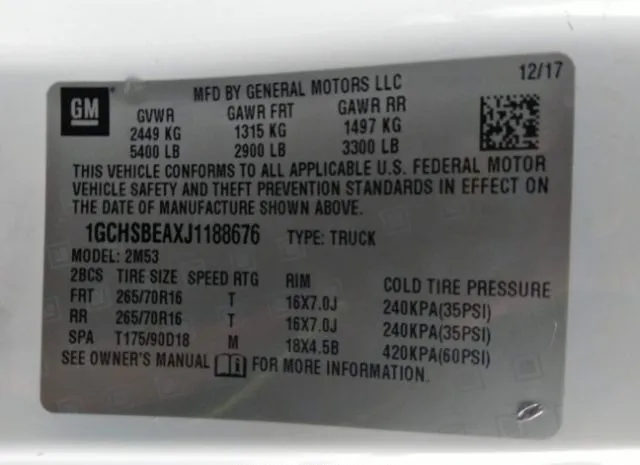 GM
MFD BY GENERAL MOTORS LLC 12/17
GVWR GAWR FRT GAWR RR
2449 KG 1315 KG 1497 KG
5400 LB 2900 LB 3300 LB
THIS VEHICLE CONFORMS TO ALL APPLICABLE U.S. FEDERAL MOTOR
VEHICLE SAFETY AND THEFT PREVENTION STANDARDS IN EFFECT ON
THE DATE OF MANUFACTURE SHOWN ABOVE.
1GCHSBEAXJ1188676 TYPE: TRUCK
MODEL: 2M53
2BCS TIRE SIZE SPEED RTG RIM COLD TIRE PRESSURE
FRT 265/70R16 T 16X7.0J 240KPA(35PSI)
RR 265/70R16 T 16X7.0J 240KPA(35PSI)
SPA T175/90D18 M 18X4.5B 420KPA(60PSI)
SEE OWNER'S MANUAL FOR MORE INFORMATION.